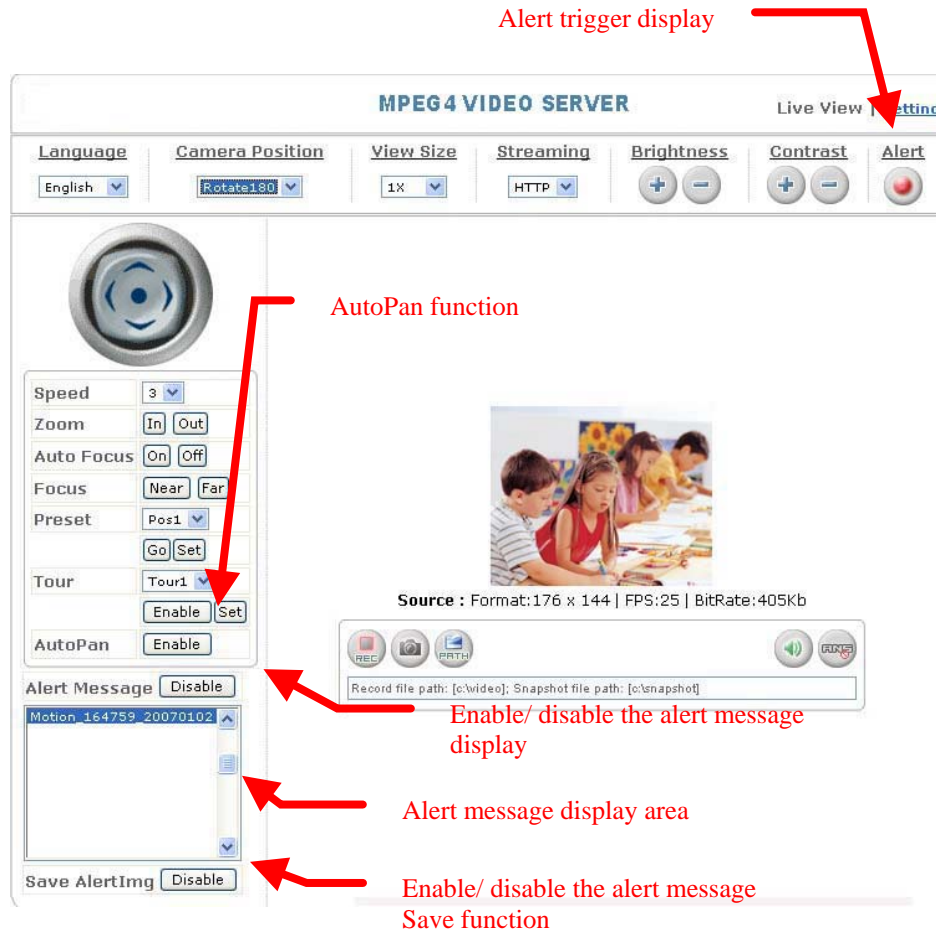 Alert trigger display
MPEG4 VIDEO SERVER
Live View | Setting
Language Camera Position View Size Streaming Brightness Contrast Alert
English Rotate180 1X HTTP
AutoPan function
Speed 3
Zoom In Out
Auto Focus On Off
Focus Near Far
Preset Pos1
Go Set
Tour Tour1
Enable Set
AutoPan Enable
Source : Format:176 x 144 | FPS:25 | BitRate:405Kb
REC PATH
Record file path: [c:\video]; Snapshot file path: [c:\snapshot]
Alert Message Disable
Enable/ disable the alert message
display
Motion_164759_20070102
Alert message display area
Save AlertImg Disable
Enable/ disable the alert message
Save function